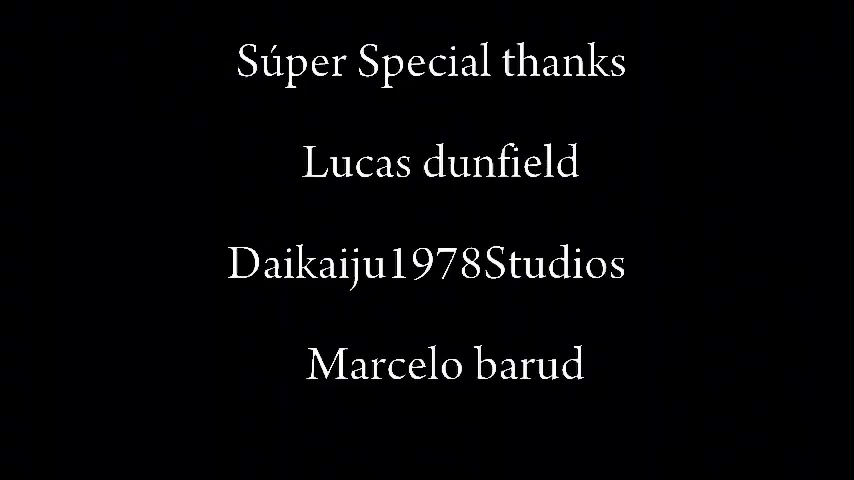 Súper Special thanks
Lucas dunfield
Daikaiju1978Studios
Marcelo barud